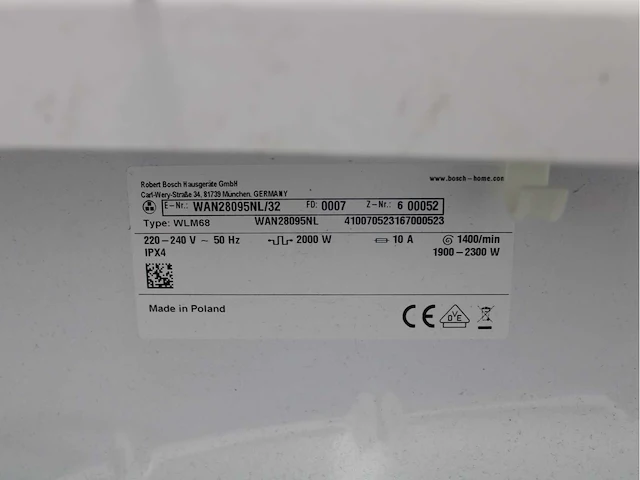 Robert Bosch Hausgeräte GmbH
Carl-Wery-Straße 34, 81739 München, GERMANY
www.bosch-home.com
E-Nr.: WAN28095NL/32 FD: 0007 Z-Nr.: 6 00052
Type: WLM68 WAN28095NL 410070523167000523
220-240 V ~ 50 Hz 2000 W 10 A 1400/min
IPX4 1900-2300 W
Made in Poland
CE DVE